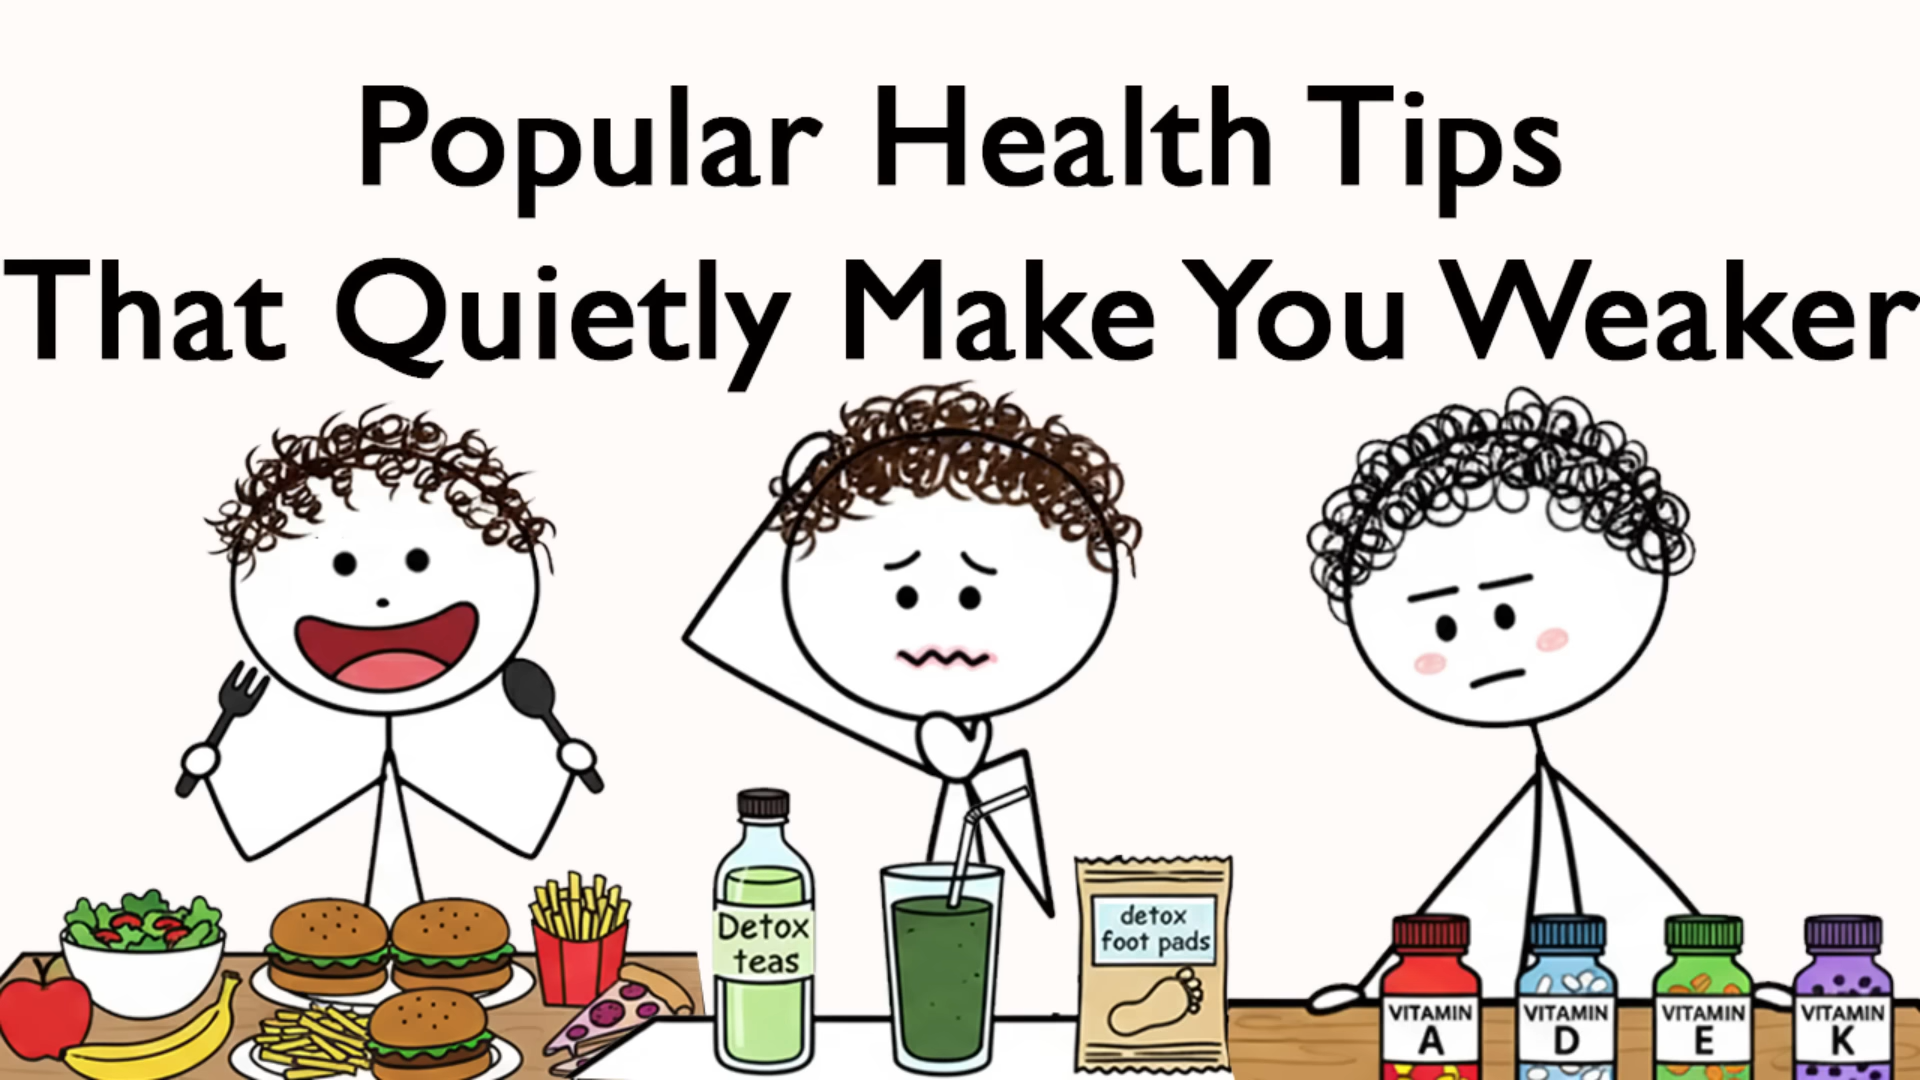 Popular Health Tips
That Quietly Make You Weaker
Detox
teas
detox
foot pads
VITAMIN
A
VITAMIN
D
VITAMIN
E
VITAMIN
K